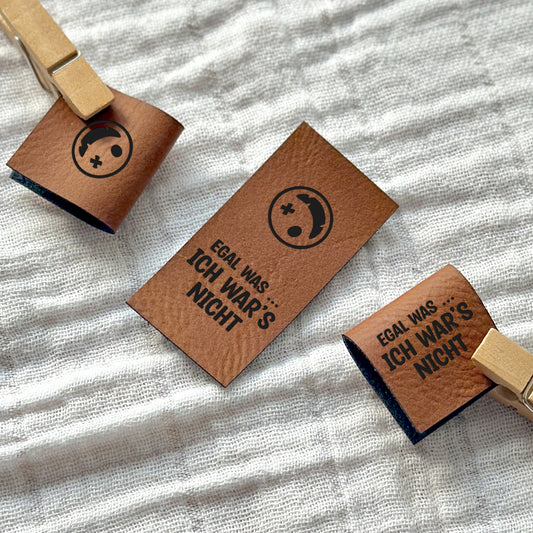 EGAL WAS ...
ICH WAR'S
NICHT
EGAL WAS ...
ICH WAR'S
NICHT